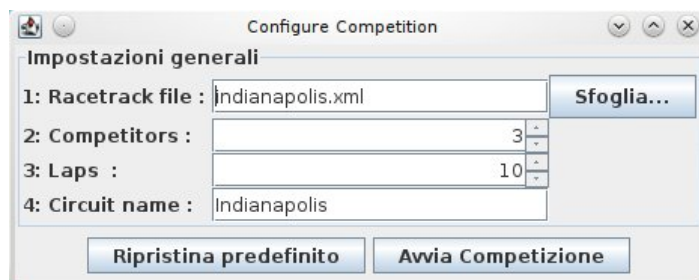 Configure Competition
Impostazioni generali
1: Racetrack file : indianapolis.xml Sfoglia...
2: Competitors : 3
3: Laps : 10
4: Circuit name : Indianapolis
Ripristina predefinito Avvia Competizione